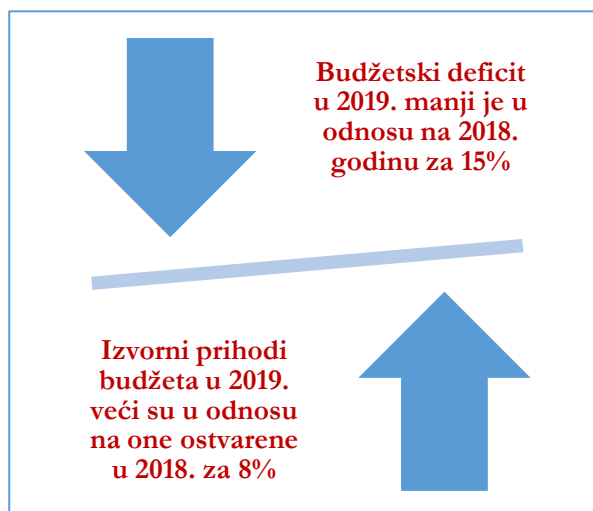 Budžetski deficit
u 2019. manji je u
odnosu na 2018.
godinu za 15%
Izvorni prihodi
budžeta u 2019.
veći su u odnosu
na one ostvarene
u 2018. za 8%